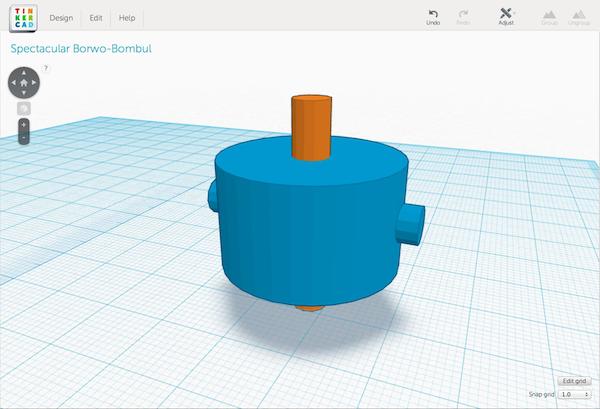 TIN
KER
CAD
Design
Edit
Help
Undo
Redo
Adjust
Group
Ungroup
Spectacular Borwo-Bombul
?
+
-
Edit grid
Snap grid 1.0